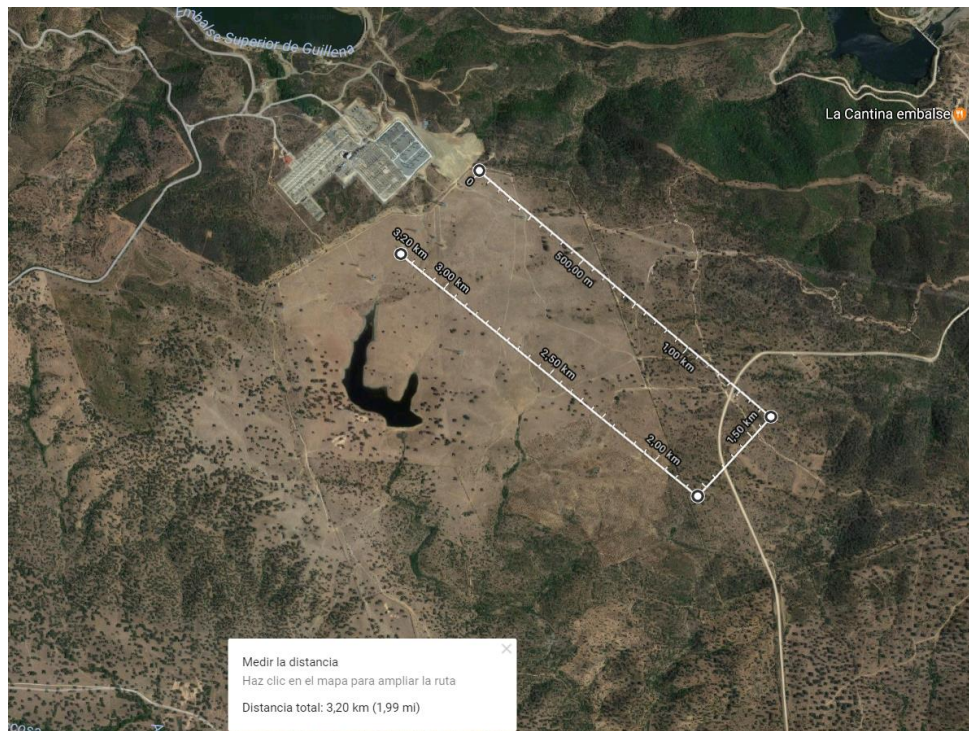 Embalse Superior de Guillena
La Cantina embalse
0
500,00 m
1,00 km
1,50 km
2,00 km
2,50 km
3,00 km
3,20 km
Medir la distancia
Haz clic en el mapa para ampliar la ruta
Distancia total: 3,20 km (1,99 mi)